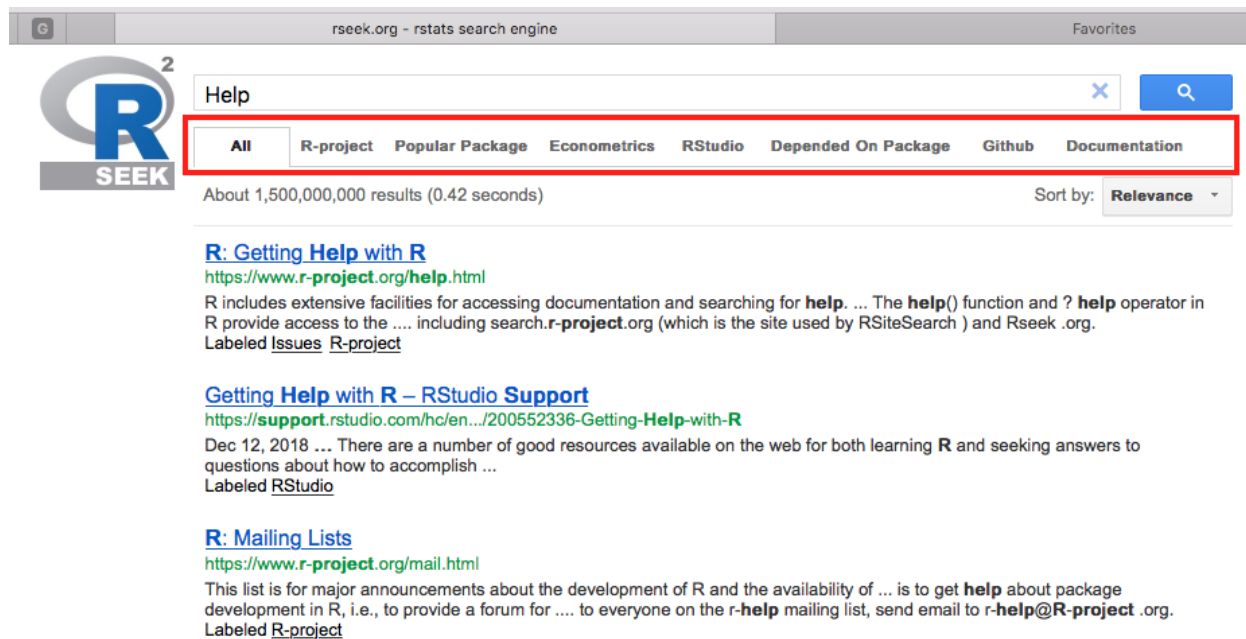 G
rseek.org - rstats search engine
Favorites
R 2
SEEK
Help
All R-project Popular Package Econometrics RStudio Depended On Package Github Documentation
About 1,500,000,000 results (0.42 seconds)
Sort by: Relevance
R: Getting Help with R
https://www.r-project.org/help.html
R includes extensive facilities for accessing documentation and searching for help. ... The help() function and ? help operator in
R provide access to the .... including search.r-project.org (which is the site used by RSiteSearch ) and Rseek .org.
Labeled Issues R-project
Getting Help with R – RStudio Support
https://support.rstudio.com/hc/en.../200552336-Getting-Help-with-R
Dec 12, 2018 ... There are a number of good resources available on the web for both learning R and seeking answers to
questions about how to accomplish ...
Labeled RStudio
R: Mailing Lists
https://www.r-project.org/mail.html
This list is for major announcements about the development of R and the availability of ... is to get help about package
development in R, i.e., to provide a forum for .... to everyone on the r-help mailing list, send email to r-help@R-project .org.
Labeled R-project